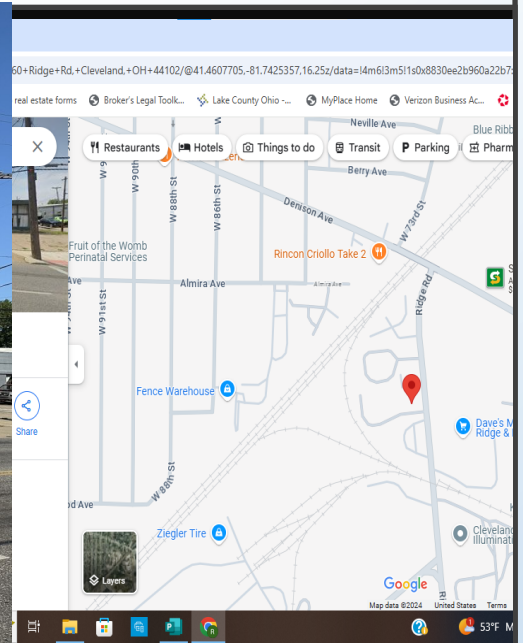 60+Ridge+Rd,+Cleveland,+OH+44102/@41.4607705,-81.7425357,16.25z/data=!4m6!3m5!1s0x8830ee2b960a22b7:
real estate forms Broker's Legal Toolk... Lake County Ohio -... MyPlace Home Verizon Business Ac...
Restaurants Hotels Things to do Transit Parking Pharm
Neville Ave
Blue Ribb
Berry Ave
W 90th
W 88th St
W 86th St
Denison Ave
W 73rd St
Fruit of the Womb
Perinatal Services
Rincon Criollo Take 2
Ave
Almira Ave
Almira Ave
Ridge Rd
W 91st St
Fence Warehouse
Share
Dave's M
Ridge &
W 88th St
od Ave
Ziegler Tire
Cleveland
Illuminati
Layers
Google
Map data ©2024 United States Terms
53°F M